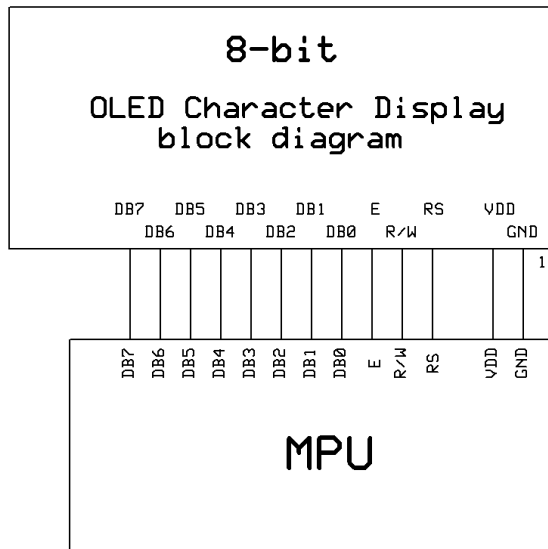 8-bit
OLED Character Display
block diagram
DB7 DB5 DB3 DB1 E RS VDD
DB6 DB4 DB2 DB0 R/W GND
1
DB7 DB6 DB5 DB4 DB3 DB2 DB1 DB0 E R/W RS VDD GND
MPU